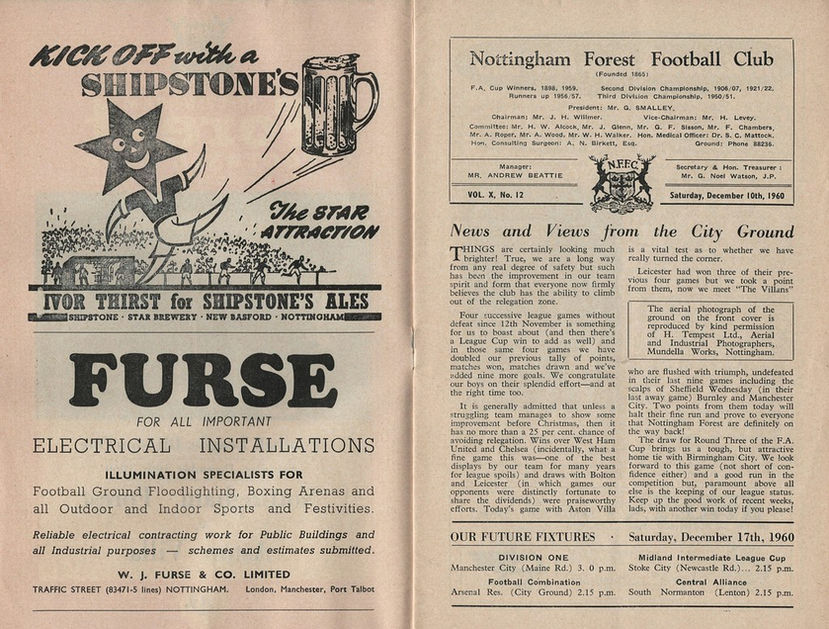 KICK OFF with a
SHIPSTONE'S
The STAR
ATTRACTION
IVOR THIRST for SHIPSTONE'S ALES
SHIPSTONE · STAR BREWERY · NEW BASFORD · NOTTINGHAM
FURSE
FOR ALL IMPORTANT
ELECTRICAL INSTALLATIONS
ILLUMINATION SPECIALISTS FOR
Football Ground Floodlighting, Boxing Arenas and
all Outdoor and Indoor Sports and Festivities.
Reliable electrical contracting work for Public Buildings and
all Industrial purposes — schemes and estimates submitted.
W. J. FURSE & CO. LIMITED
TRAFFIC STREET (83471-5 lines) NOTTINGHAM. London, Manchester, Port Talbot
Nottingham Forest Football Club
(Founded 1865)
F.A. Cup Winners, 1898, 1959. Second Division Championship, 1906/07, 1921/22,
Runners up 1956/57. Third Division Championship, 1950/51.
President: Mr. G. SMALLEY.
Chairman: Mr. J. H. Willmer. Vice-Chairman: Mr. H. Levey.
Committee: Mr. H. W. Alcock, Mr. J. Glenn, Mr. G. F. Sisson, Mr. F. Chambers,
Mr. A. Roper, Mr. A. Wood, Mr. W. H. Walker. Hon. Medical Officer: Dr. S. C. Mattock.
Hon. Consulting Surgeon: A. N. Birkett, Esq. Ground: Phone 88236.
Manager:
MR. ANDREW BEATTIE
N.F.F.C.
Secretary & Hon. Treasurer:
Mr. G. Noel Watson, J.P.
VOL. X, No. 12
Saturday, December 10th, 1960
News and Views from the City Ground
THINGS are certainly looking much
brighter! True, we are a long way
from any real degree of safety but such
has been the improvement in our team
spirit and form that everyone now firmly
believes the club has the ability to climb
out of the relegation zone.
Four successive league games without
defeat since 12th November is something
for us to boast about (and then there's
a League Cup win to add as well) and
in those same four games we have
doubled our previous tally of points,
matches won, matches drawn and we've
added nine more goals. We congratulate
our boys on their splendid effort—and at
the right time too.
It is generally admitted that unless a
struggling team manages to show some
improvement before Christmas, then it
has no more than a 25 per cent. chance of
avoiding relegation. Wins over West Ham
United and Chelsea (incidentally, what a
fine game this was—one of the best
displays by our team for many years
for league spoils) and draws with Bolton
and Leicester (in which game our
opponents were distinctly fortunate to
share the dividends) were praiseworthy
efforts. Today's game with Aston Villa
is a vital test as to whether we have
really turned the corner.
Leicester had won three of their pre-
vious four games but we took a point
from them, now we meet "The Villans"
The aerial photograph of the
ground on the front cover is
reproduced by kind permission
of H. Tempest Ltd., Aerial
and Industrial Photographers,
Mundella Works, Nottingham.
who are flushed with triumph, undefeated
in their last nine games including the
scalps of Sheffield Wednesday (in their
last away game) Burnley and Manchester
City. Two points from them today will
halt their fine run and prove to everyone
that Nottingham Forest are definitely on
the way back!
The draw for Round Three of the F.A.
Cup brings us a tough, but attractive
home tie with Birmingham City. We look
forward to this game (not short of con-
fidence either) and a good run in the
competition but, paramount above all
else is the keeping of our league status.
Keep up the good work of recent weeks,
lads, with another win today if you please!
OUR FUTURE FIXTURES · Saturday, December 17th, 1960
DIVISION ONE
Manchester City (Maine Rd.) 3. 0 p.m.
Football Combination
Arsenal Res. (City Ground) 2.15 p.m.
Midland Intermediate League Cup
Stoke City (Newcastle Rd.)... 2.15 p.m.
Central Alliance
South Normanton (Lenton) 2.15 p.m.